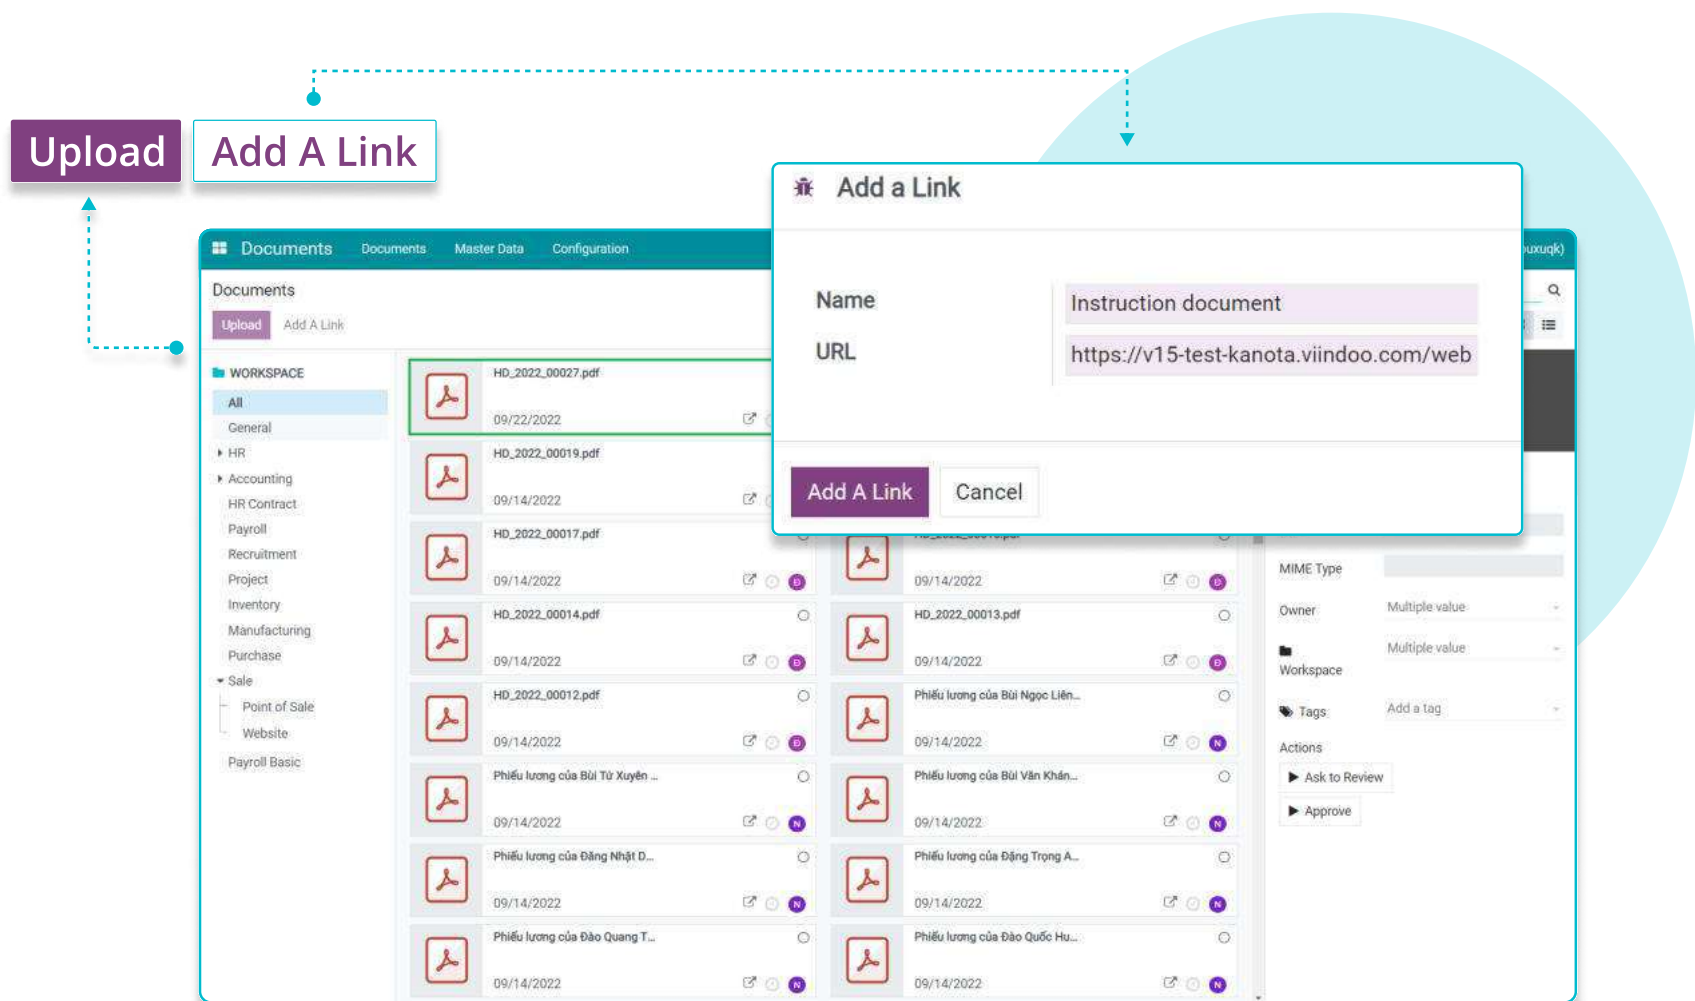 Upload
Add A Link
Add a Link
Name
Instruction document
URL
https://v15-test-kanota.viindoo.com/web
Add A Link
Cancel
Documents
Documents
Master Data
Configuration
ouxuqk)
Documents
Upload
Add A Link
WORKSPACE
All
General
HR
Accounting
HR Contract
Payroll
Recruitment
Project
Inventory
Manufacturing
Purchase
Sale
Point of Sale
Website
Payroll Basic
HD_2022_00027.pdf
09/22/2022
HD_2022_00019.pdf
09/14/2022
HD_2022_00017.pdf
09/14/2022
Đ
09/14/2022
Đ
HD_2022_00014.pdf
09/14/2022
Đ
HD_2022_00013.pdf
09/14/2022
Đ
HD_2022_00012.pdf
09/14/2022
Đ
Phiếu lương của Bùi Ngọc Liên...
09/14/2022
N
Phiếu lương của Bùi Tử Xuyên ...
09/14/2022
N
Phiếu lương của Bùi Văn Khán...
09/14/2022
N
Phiếu lương của Đăng Nhật D...
09/14/2022
N
Phiếu lương của Đặng Trọng A...
09/14/2022
N
Phiếu lương của Đào Quang T...
09/14/2022
N
Phiếu lương của Đào Quốc Hu...
09/14/2022
N
MIME Type
Owner
Multiple value
Workspace
Multiple value
Tags
Add a tag
Actions
Ask to Review
Approve